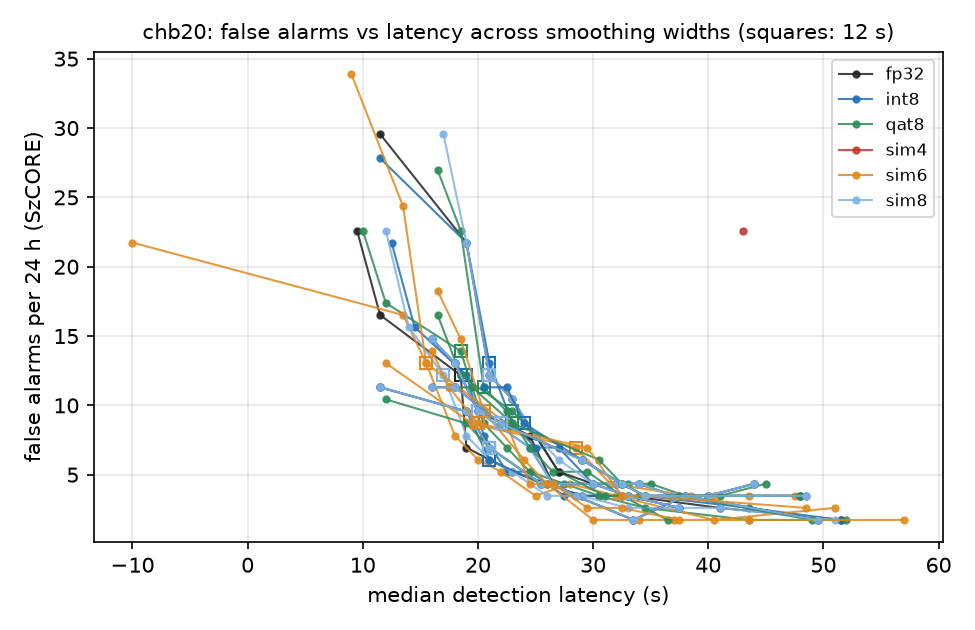 chb20: false alarms vs latency across smoothing widths (squares: 12 s)
35
30
25
20
15
10
5
false alarms per 24 h (SzCORE)
fp32
int8
qat8
sim4
sim6
sim8
−10
0
10
20
30
40
50
60
median detection latency (s)